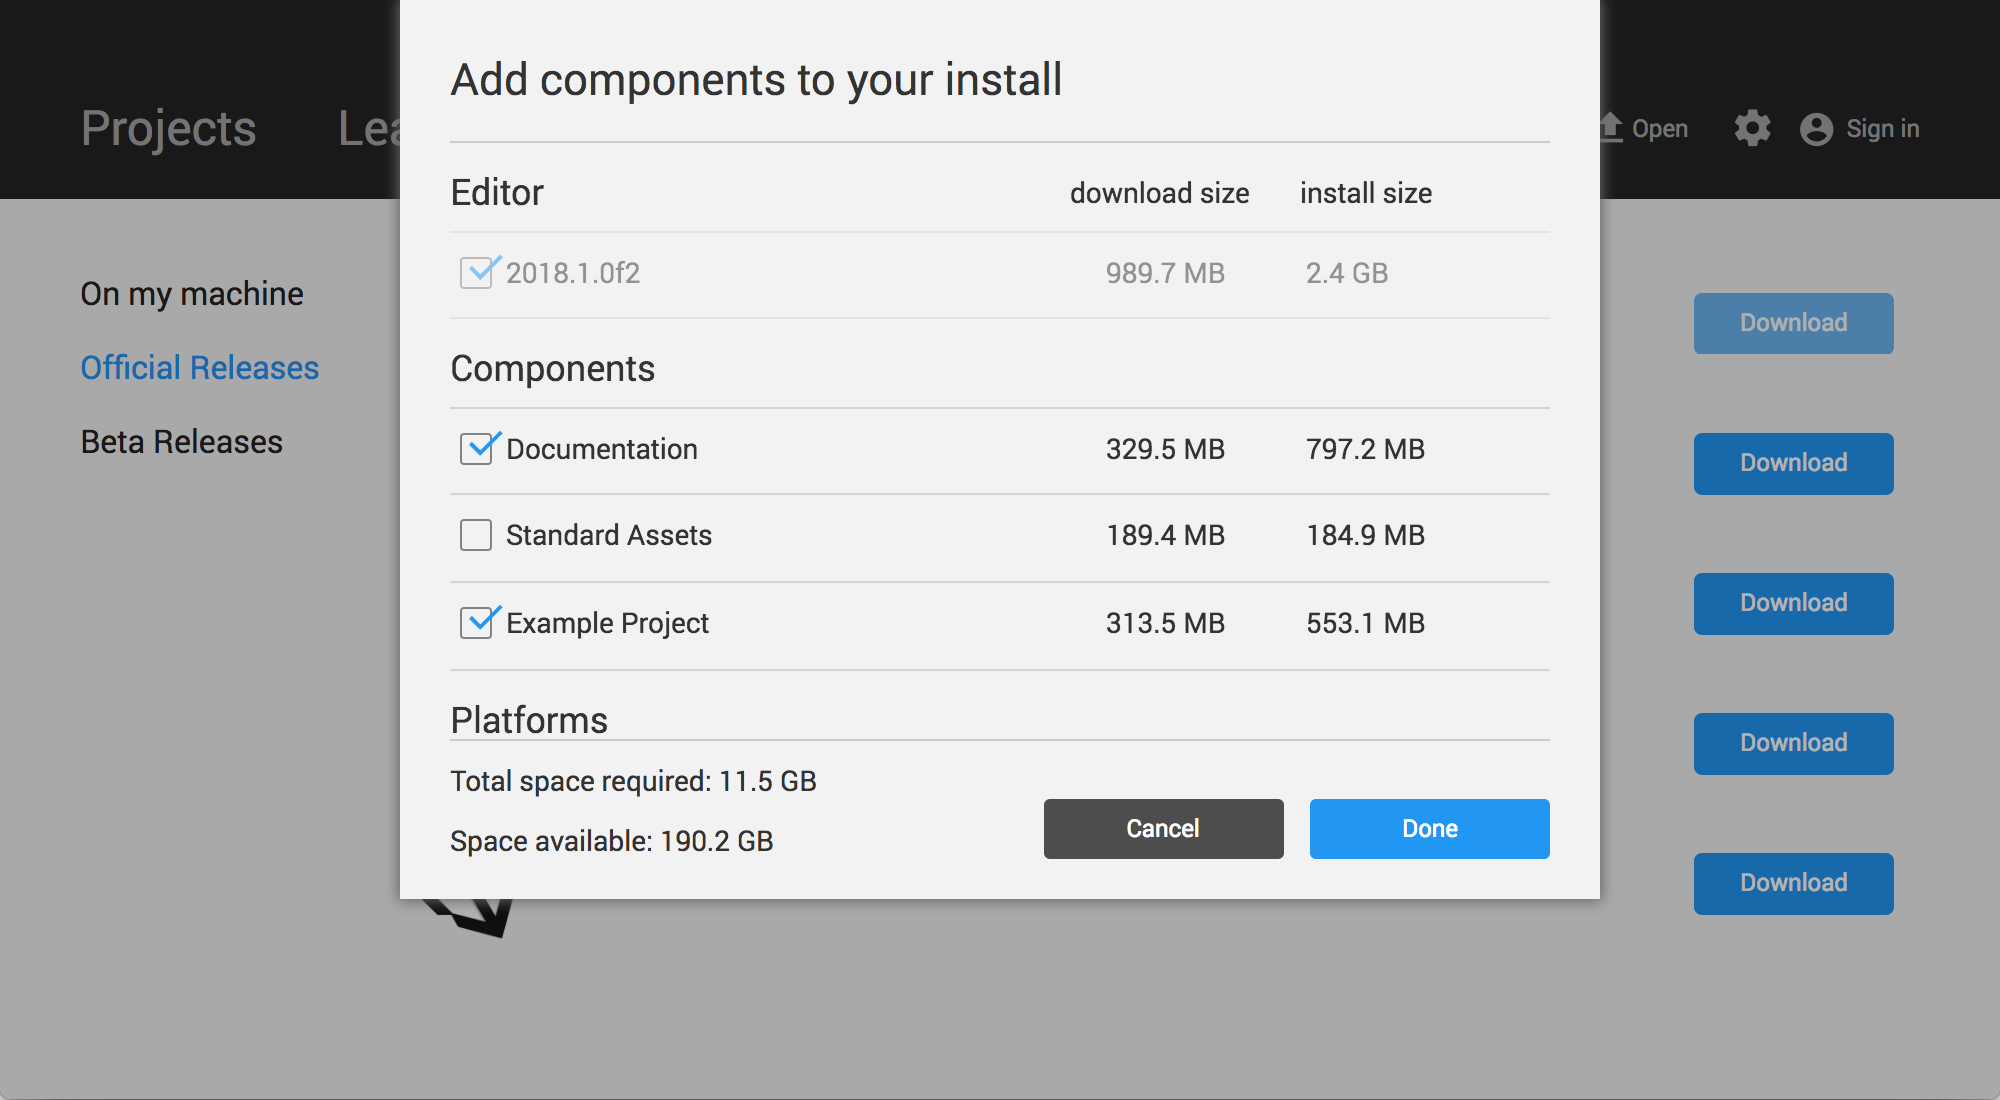 Add components to your install
Projects Lea Open Sign in
Editor download size install size
2018.1.0f2 989.7 MB 2.4 GB
On my machine
Official Releases
Beta Releases
Components
Documentation 329.5 MB 797.2 MB
Standard Assets 189.4 MB 184.9 MB
Example Project 313.5 MB 553.1 MB
Platforms
Total space required: 11.5 GB
Space available: 190.2 GB
Cancel Done
Download
Download
Download
Download
Download